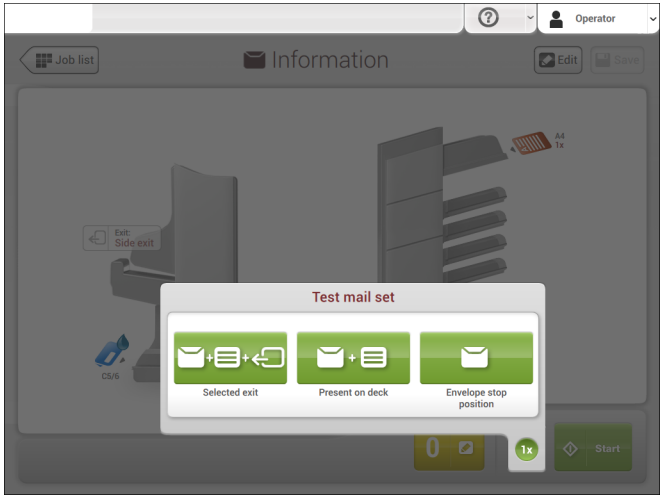 ? Operator
Job list
Information
Edit
Save
A4
1x
Exit:
Side exit
C5/6
Test mail set
Selected exit
Present on deck
Envelope stop
position
0
1x
Start